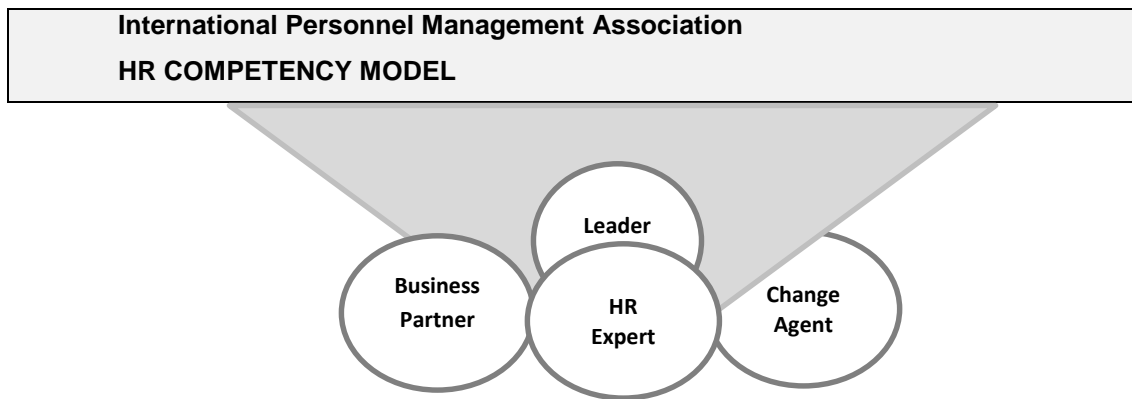 International Personnel Management Association
HR COMPETENCY MODEL
Leader
Business
Partner
HR
Expert
Change
Agent